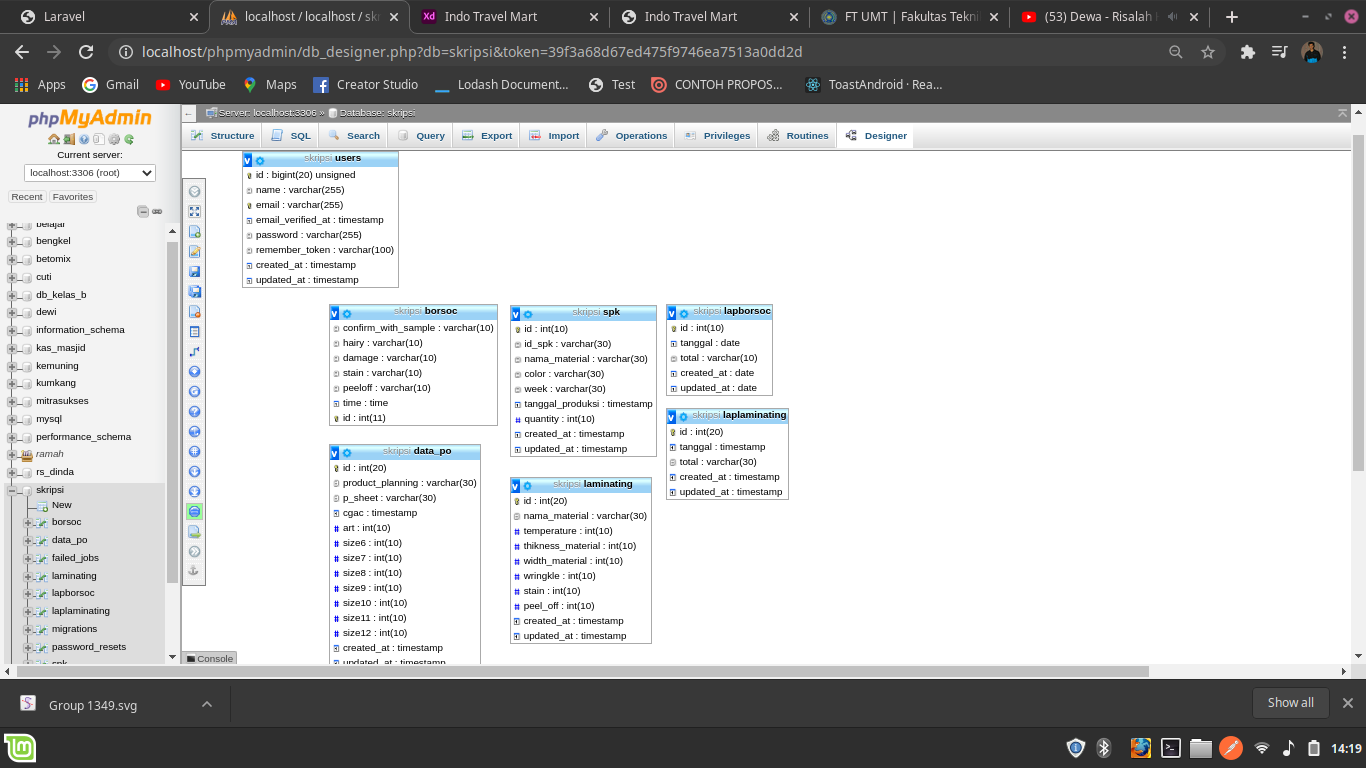 Laravel
localhost / localhost / skr
Indo Travel Mart
Indo Travel Mart
FT UMT | Fakultas Tekni
(53) Dewa - Risalah
localhost/phpmyadmin/db_designer.php?db=skripsi&token=39f3a68d67ed475f9746ea7513a0dd2d
Apps
Gmail
YouTube
Maps
Creator Studio
Lodash Document...
Test
CONTOH PROPOS...
ToastAndroid · Rea...
phpMyAdmin
Current server:
localhost:3306 (root)
Recent
Favorites
belajar
bengkel
betomix
cuti
db_kelas_b
dewi
information_schema
kas_masjid
kemuning
kumkang
mitrasukses
mysql
performance_schema
ramah
rs_dinda
skripsi
New
borsoc
data_po
failed_jobs
laminating
lapborsoc
laplaminating
migrations
password_resets
spk
Server: localhost:3306 » Database: skripsi
Structure
SQL
Search
Query
Export
Import
Operations
Privileges
Routines
Designer
skripsi users
id : bigint(20) unsigned
name : varchar(255)
email : varchar(255)
email_verified_at : timestamp
password : varchar(255)
remember_token : varchar(100)
created_at : timestamp
updated_at : timestamp
skripsi borsoc
confirm_with_sample : varchar(10)
hairy : varchar(10)
damage : varchar(10)
stain : varchar(10)
peeloff : varchar(10)
time : time
id : int(11)
skripsi spk
id : int(10)
id_spk : varchar(30)
nama_material : varchar(30)
color : varchar(30)
week : varchar(30)
tanggal_produksi : timestamp
quantity : int(10)
created_at : timestamp
updated_at : timestamp
skripsi lapborsoc
id : int(10)
tanggal : date
total : varchar(10)
created_at : date
updated_at : date
skripsi laplaminating
id : int(20)
tanggal : timestamp
total : varchar(30)
created_at : timestamp
updated_at : timestamp
skripsi data_po
id : int(20)
product_planning : varchar(30)
p_sheet : varchar(30)
cgac : timestamp
art : int(10)
size6 : int(10)
size7 : int(10)
size8 : int(10)
size9 : int(10)
size10 : int(10)
size11 : int(10)
size12 : int(10)
created_at : timestamp
updated_at : timestamp
skripsi laminating
id : int(20)
nama_material : varchar(30)
temperature : int(10)
thikness_material : int(10)
width_material : int(10)
wringkle : int(10)
stain : int(10)
peel_off : int(10)
created_at : timestamp
updated_at : timestamp
Console
Group 1349.svg
Show all
14:19